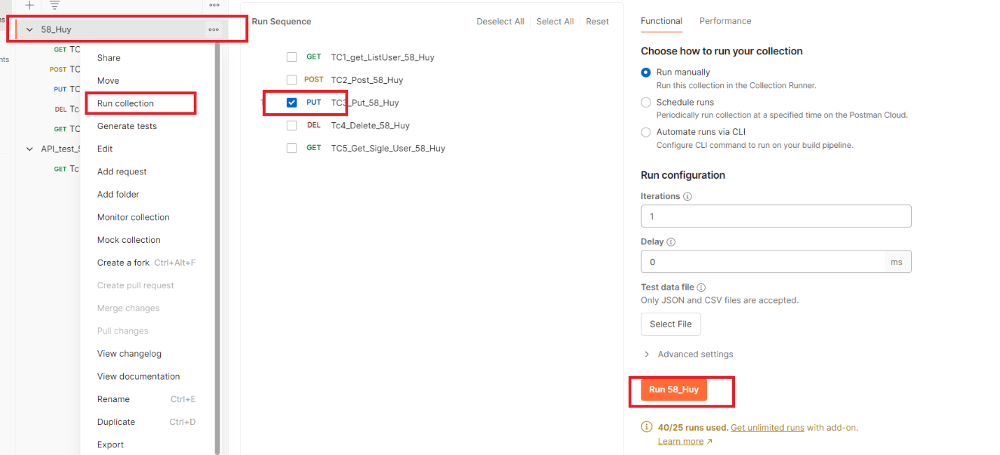 ns
58_Huy
nts
GET TC
POST TC
PUT TC
DEL Tc
GET TC
API_test_5
GET Tc
Share
Move
Run collection
Generate tests
Edit
Add request
Add folder
Monitor collection
Mock collection
Create a fork Ctrl+Alt+F
Create pull request
Merge changes
Pull changes
View changelog
View documentation
Rename Ctrl+E
Duplicate Ctrl+D
Export
Run Sequence Deselect All Select All Reset
GET TC1_get_ListUser_58_Huy
POST TC2_Post_58_Huy
1 PUT TC3_Put_58_Huy
DEL Tc4_Delete_58_Huy
GET TC5_Get_Sigle_User_58_Huy
Functional Performance
Choose how to run your collection
Run manually
Run this collection in the Collection Runner.
Schedule runs
Periodically run collection at a specified time on the Postman Cloud.
Automate runs via CLI
Configure CLI command to run on your build pipeline.
Run configuration
Iterations
1
Delay
0 ms
Test data file
Only JSON and CSV files are accepted.
Select File
Advanced settings
Run 58_Huy
40/25 runs used. Get unlimited runs with add-on.
Learn more ↗